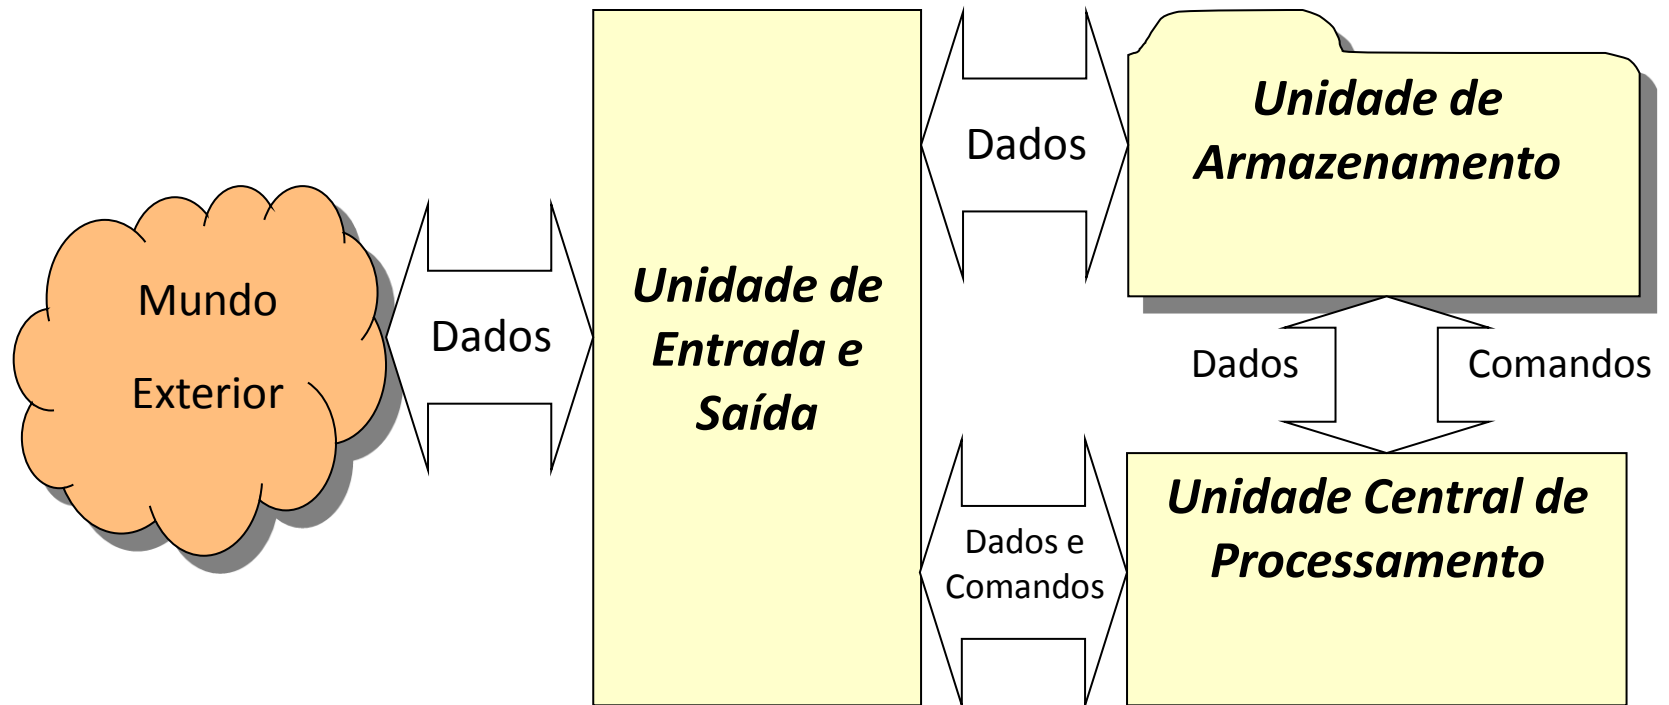 Mundo
Exterior
Dados
Unidade de
Entrada e
Saída
Dados
Unidade de
Armazenamento
Dados
Comandos
Dados e
Comandos
Unidade Central de
Processamento